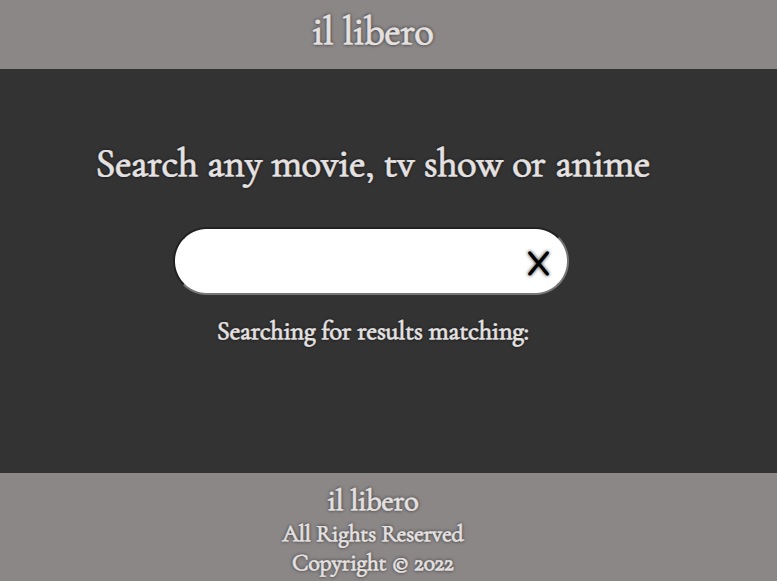 il libero
Search any movie, tv show or anime
Searching for results matching:
il libero
All Rights Reserved
Copyright © 2022